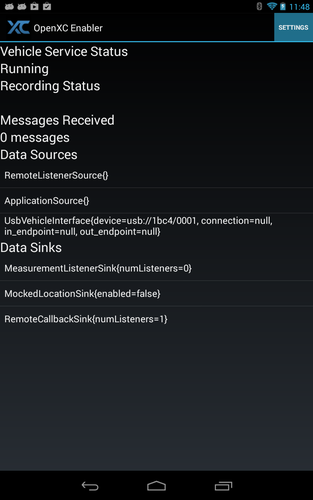 11:48
XC OpenXC Enabler
SETTINGS
Vehicle Service Status
Running
Recording Status
Messages Received
0 messages
Data Sources
RemoteListenerSource{}
ApplicationSource{}
UsbVehicleInterface{device=usb://1bc4/0001, connection=null,
in_endpoint=null, out_endpoint=null}
Data Sinks
MeasurementListenerSink{numListeners=0}
MockedLocationSink{enabled=false}
RemoteCallbackSink{numListeners=1}